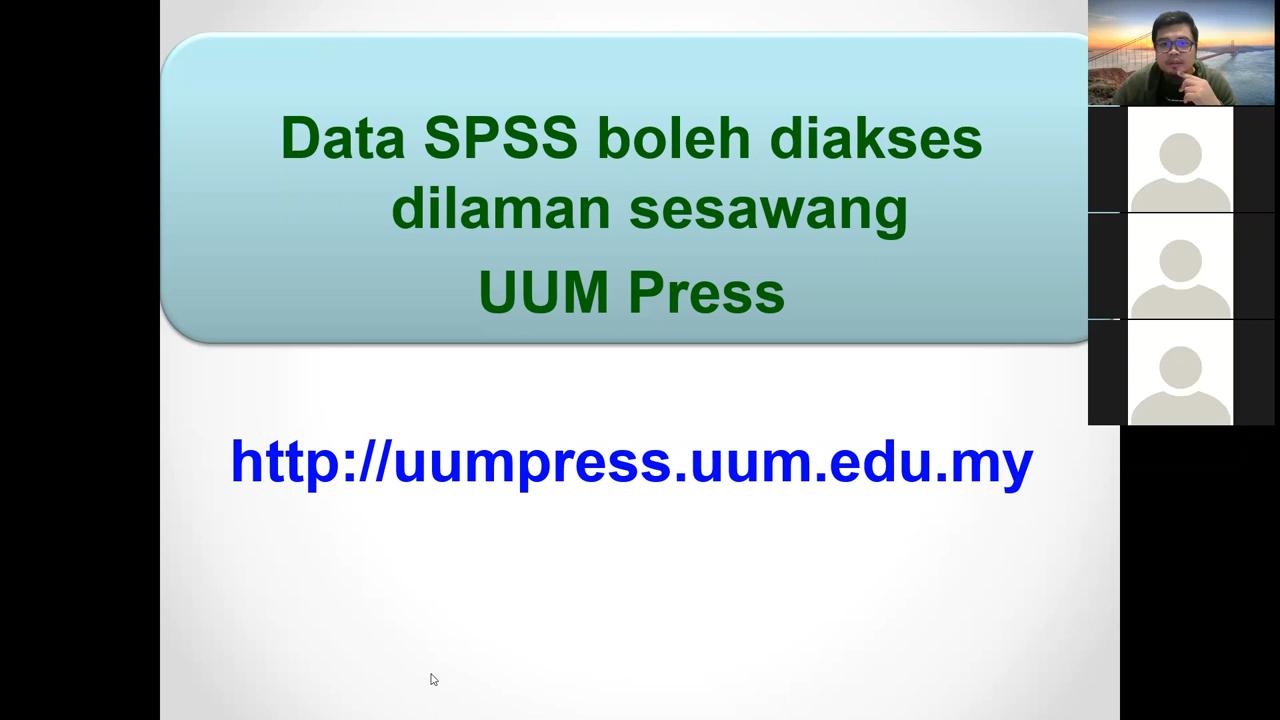 Data SPSS boleh diakses
dilaman sesawang
UUM Press
http://uumpress.uum.edu.my